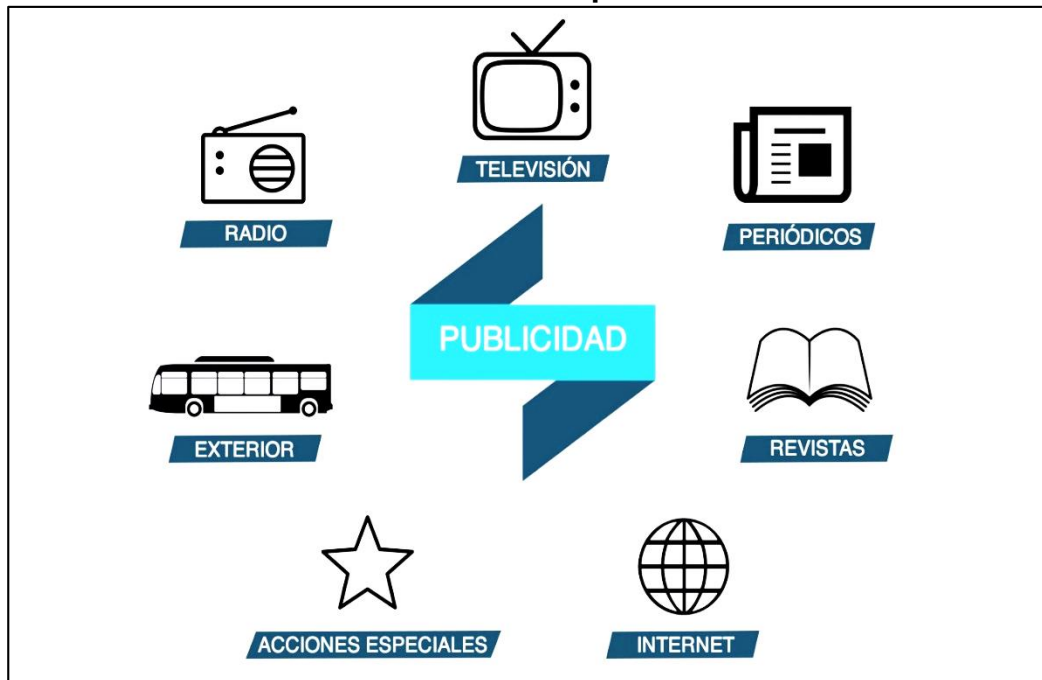 TELEVISIÓN
RADIO
PERIÓDICOS
PUBLICIDAD
EXTERIOR
REVISTAS
ACCIONES ESPECIALES
INTERNET